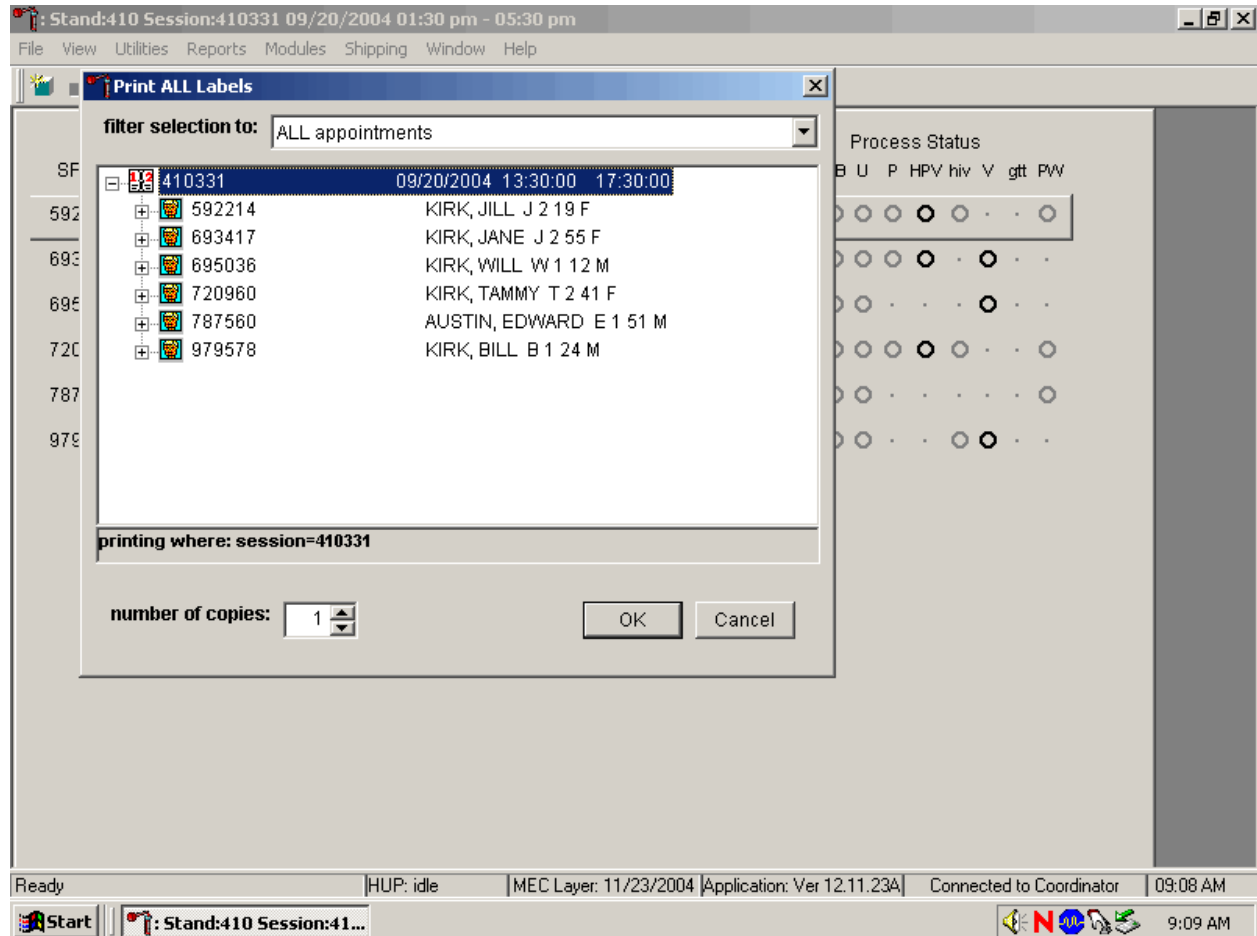 : Stand:410 Session:410331 09/20/2004 01:30 pm - 05:30 pm
File View Utilities Reports Modules Shipping Window Help
Print ALL Labels
filter selection to: ALL appointments
Process Status
SP B U P HPV hiv V gtt PW
410331 09/20/2004 13:30:00 17:30:00
592 592214 KIRK, JILL J 2 19 F
693417 KIRK, JANE J 2 55 F
693 695036 KIRK, WILL W 1 12 M
695 720960 KIRK, TAMMY T 2 41 F
787560 AUSTIN, EDWARD E 1 51 M
720 979578 KIRK, BILL B 1 24 M
787
979
printing where: session=410331
number of copies: 1 OK Cancel
Ready HUP: idle MEC Layer: 11/23/2004 Application: Ver 12.11.23A Connected to Coordinator 09:08 AM
Start : Stand:410 Session:41... N 9:09 AM